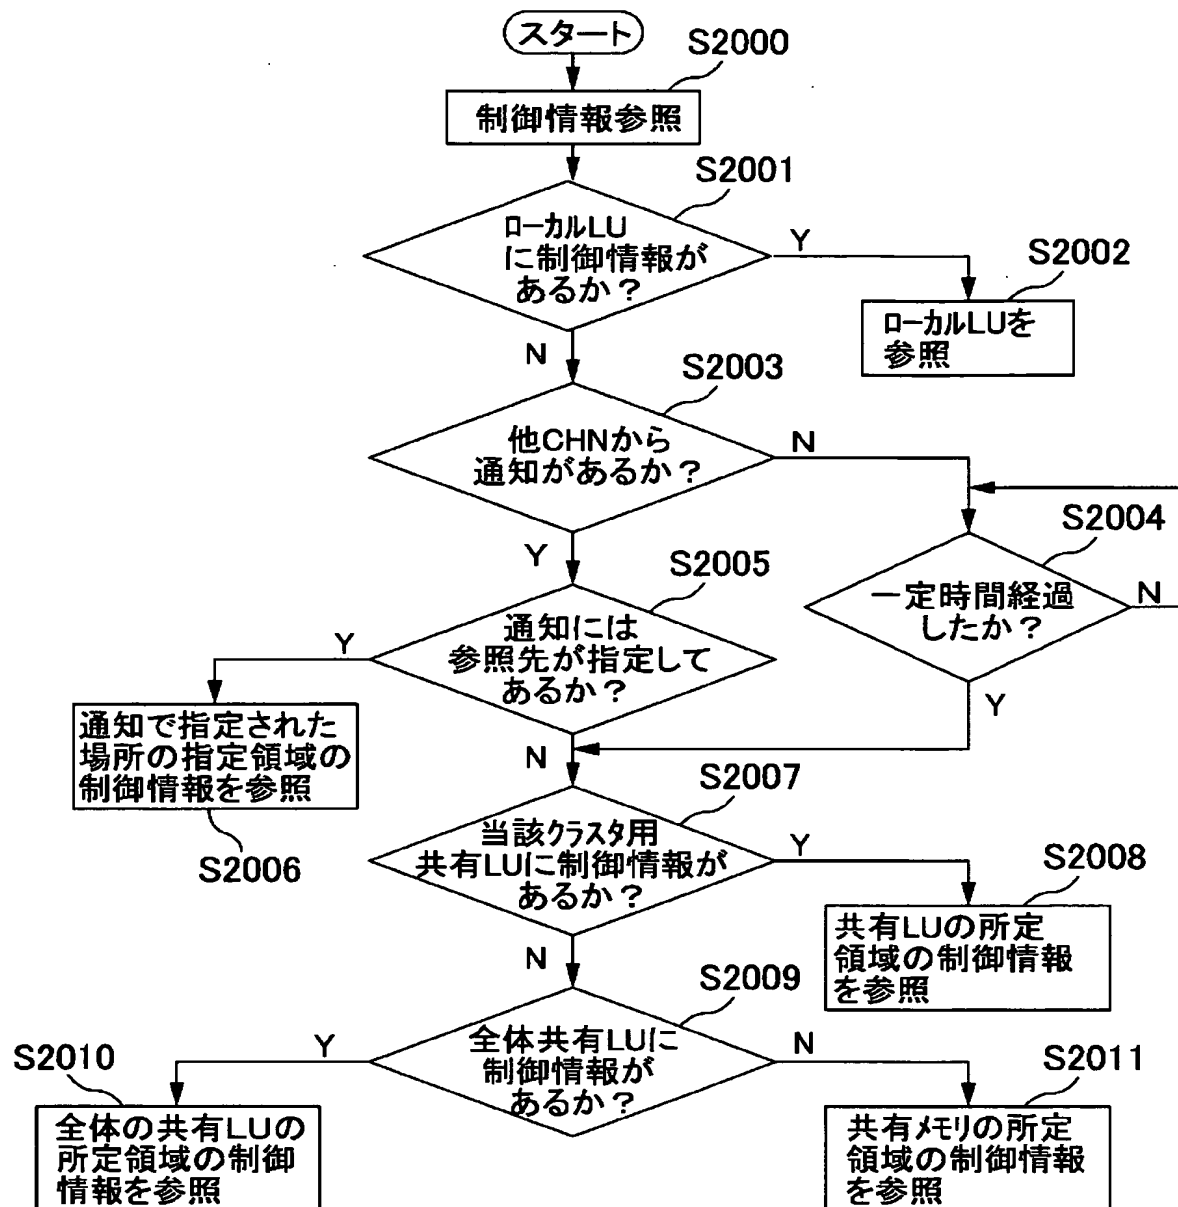 スタート
S2000
制御情報参照
S2001
ローカルLU
に制御情報が
あるか？
Y
S2002
ローカルLUを
参照
N
S2003
他CHNから
通知があるか？
N
S2004
一定時間経過
したか？
N
Y
Y
S2005
通知には
参照先が指定して
あるか？
Y
通知で指定された
場所の指定領域の
制御情報を参照
S2006
N
S2007
当該クラスタ用
共有LUに制御情報が
あるか？
Y
S2008
共有LUの所定
領域の制御情報
を参照
N
S2009
全体共有LUに
制御情報が
あるか？
Y
S2010
全体の共有LUの
所定領域の制御
情報を参照
N
S2011
共有メモリの所定
領域の制御情報
を参照